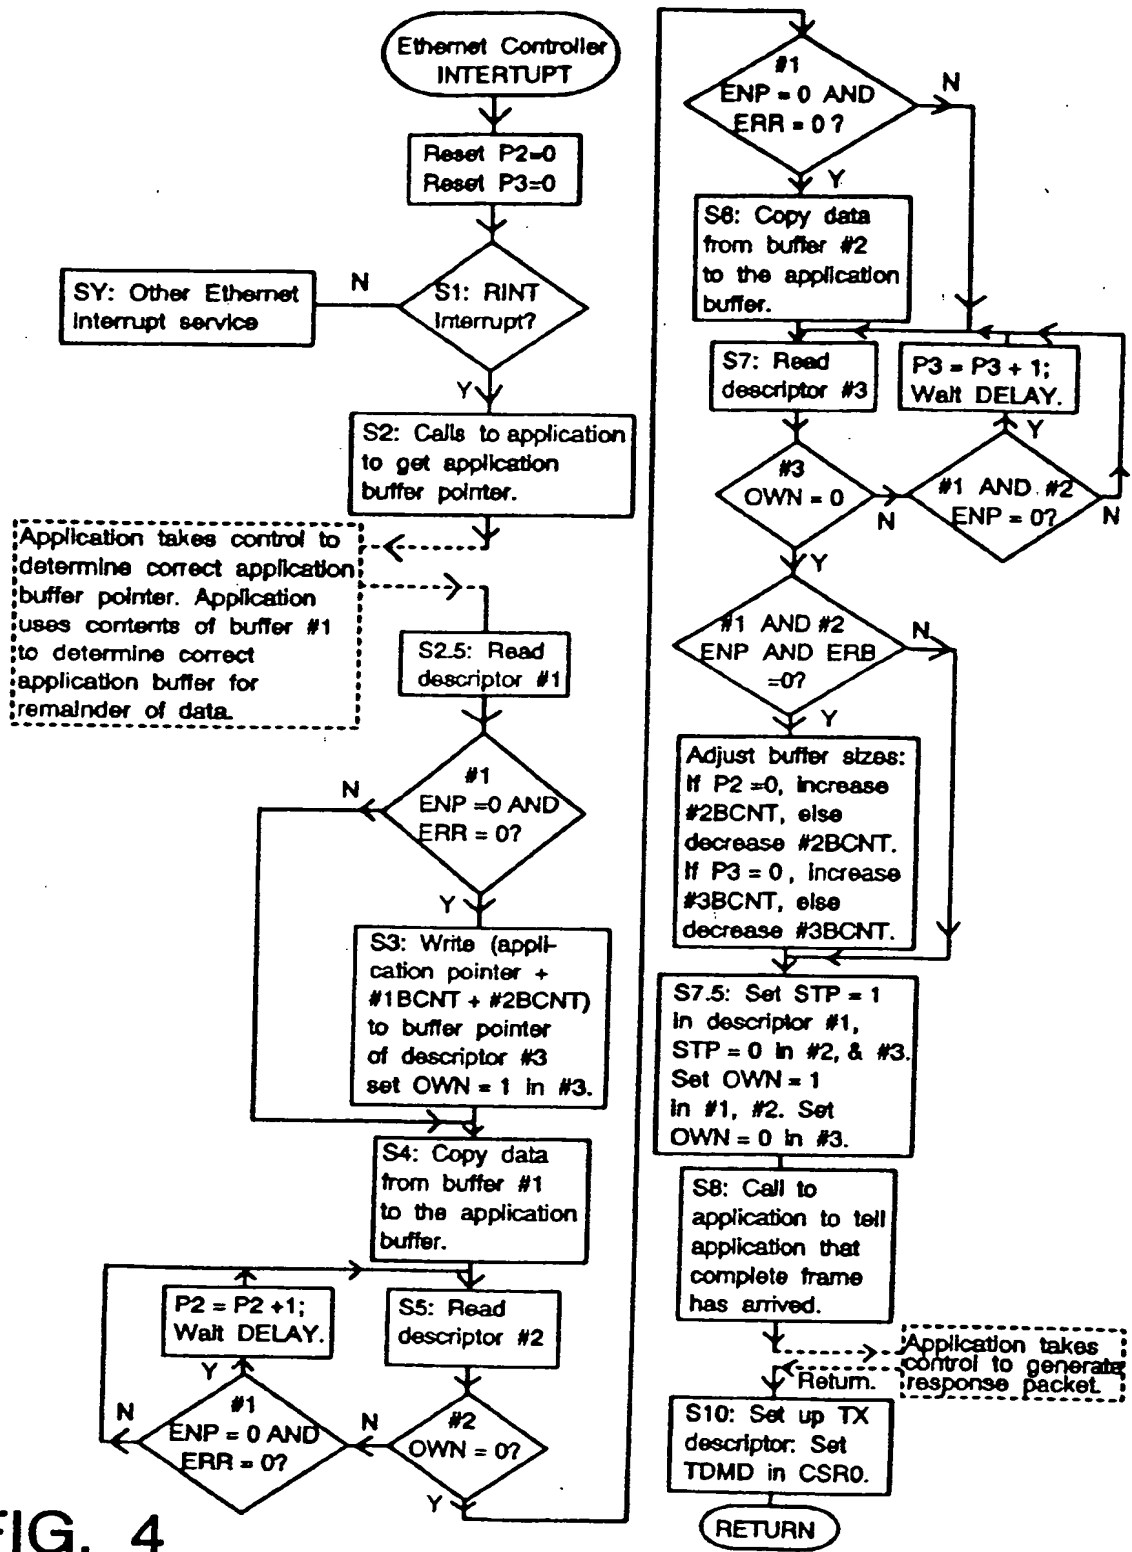 Ethernet Controller
INTERTUPT
Reset P2=0
Reset P3=0
S1: RINT
Interrupt?
N
SY: Other Ethernet
interrupt service
Y
S2: Calls to application
to get application
buffer pointer.
Application takes control to
determine correct application
buffer pointer. Application
uses contents of buffer #1
to determine correct
application buffer for
remainder of data.
S2.5: Read
descriptor #1
#1
ENP =0 AND
ERR = 0?
N
Y
S3: Write (appli-
cation pointer +
#1BCNT + #2BCNT)
to buffer pointer
of descriptor #3
set OWN = 1 in #3.
S4: Copy data
from buffer #1
to the application
buffer.
S5: Read
descriptor #2
P2 = P2 +1;
Wait DELAY.
Y
#1
ENP = 0 AND
ERR = 0?
N
N
#2
OWN = 0?
Y
#1
ENP = 0 AND
ERR = 0?
N
Y
S6: Copy data
from buffer #2
to the application
buffer.
S7: Read
descriptor #3
P3 = P3 + 1;
Wait DELAY.
Y
#3
OWN = 0
N
#1 AND #2
ENP = 0?
N
Y
#1 AND #2
ENP AND ERB
=0?
N
Y
Adjust buffer sizes:
If P2 =0, increase
#2BCNT, else
decrease #2BCNT.
If P3 = 0, increase
#3BCNT, else
decrease #3BCNT.
S7.5: Set STP = 1
in descriptor #1,
STP = 0 in #2, & #3.
Set OWN = 1
in #1, #2. Set
OWN = 0 in #3.
S8: Call to
application to tell
application that
complete frame
has arrived.
Application takes
control to generate
response packet.
Return.
S10: Set up TX
descriptor: Set
TDMD in CSR0.
RETURN
FIG. 4